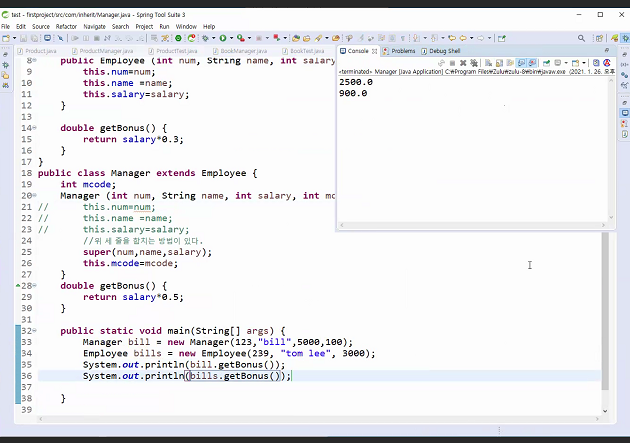 test - firstproject/src/com/inherit/Manager.java - Spring Tool Suite 3
File Edit Source Refactor Navigate Search Project Run Window Help
Product.java ProductManager.java ProductTest.java BookManager.java BookTest.java
Console Problems Debug Shell
<terminated> Manager [Java Application] C:\Program Files\Zulu\zulu-8\bin\javaw.exe (2021. 1. 26. 오후
2500.0
900.0
8 public Employee (int num, String name, int salary
9 this.num=num;
10 this.name =name;
11 this.salary=salary;
12 }
13
14 double getBonus() {
15 return salary*0.3;
16 }
17 }
18 public class Manager extends Employee {
19 int mcode;
20 Manager (int num, String name, int salary, int mc
21 // this.num=num;
22 // this.name =name;
23 // this.salary=salary;
24 //위 세 줄을 합치는 방법이 있다.
25 super(num,name,salary);
26 this.mcode=mcode;
27 }
28 double getBonus() {
29 return salary*0.5;
30 }
31
32 public static void main(String[] args) {
33 Manager bill = new Manager(123,"bill",5000,100);
34 Employee bills = new Employee(239, "tom lee", 3000);
35 System.out.println(bill.getBonus());
36 System.out.println(bills.getBonus());
37
38 }
39